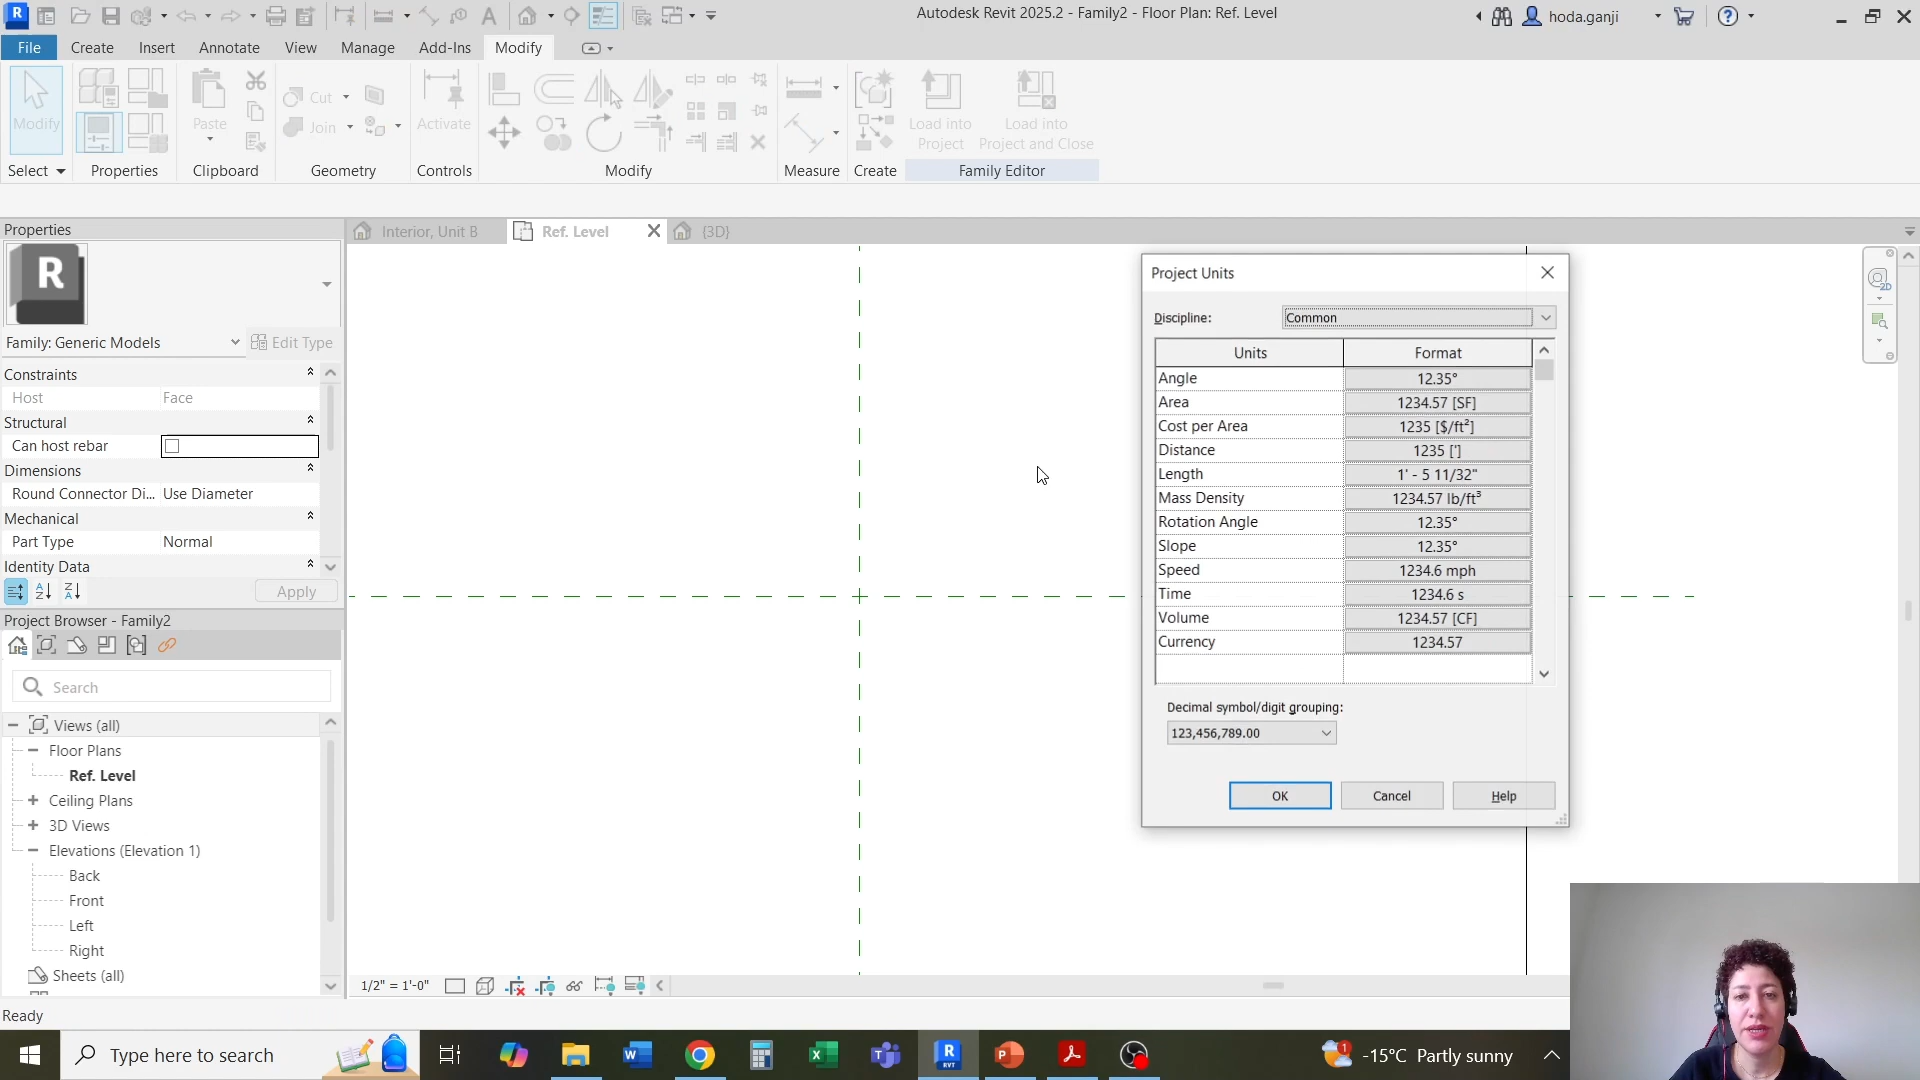 Autodesk Revit 2025.2 - Family2 - Floor Plan: Ref. Level
hoda.ganji
File Create Insert Annotate View Manage Add-Ins Modify
Modify
Paste
Cut
Join
Activate
Load into Project
Load into Project and Close
Select Properties Clipboard Geometry Controls Modify Measure Create Family Editor
Properties
Interior, Unit B
Ref. Level
{3D}
R
Family: Generic Models
Edit Type
Constraints
Host Face
Structural
Can host rebar
Dimensions
Round Connector Di... Use Diameter
Mechanical
Part Type Normal
Identity Data
Apply
Project Browser - Family2
Search
Views (all)
Floor Plans
Ref. Level
Ceiling Plans
3D Views
Elevations (Elevation 1)
Back
Front
Left
Right
Sheets (all)
1/2" = 1'-0"
Ready
Project Units
Discipline: Common
Units Format
Angle 12.35°
Area 1234.57 [SF]
Cost per Area 1235 [$/ft²]
Distance 1235 [']
Length 1' - 5 11/32"
Mass Density 1234.57 lb/ft³
Rotation Angle 12.35°
Slope 12.35°
Speed 1234.6 mph
Time 1234.6 s
Volume 1234.57 [CF]
Currency 1234.57
Decimal symbol/digit grouping:
123,456,789.00
OK Cancel Help
2D
Type here to search
-15°C Partly sunny